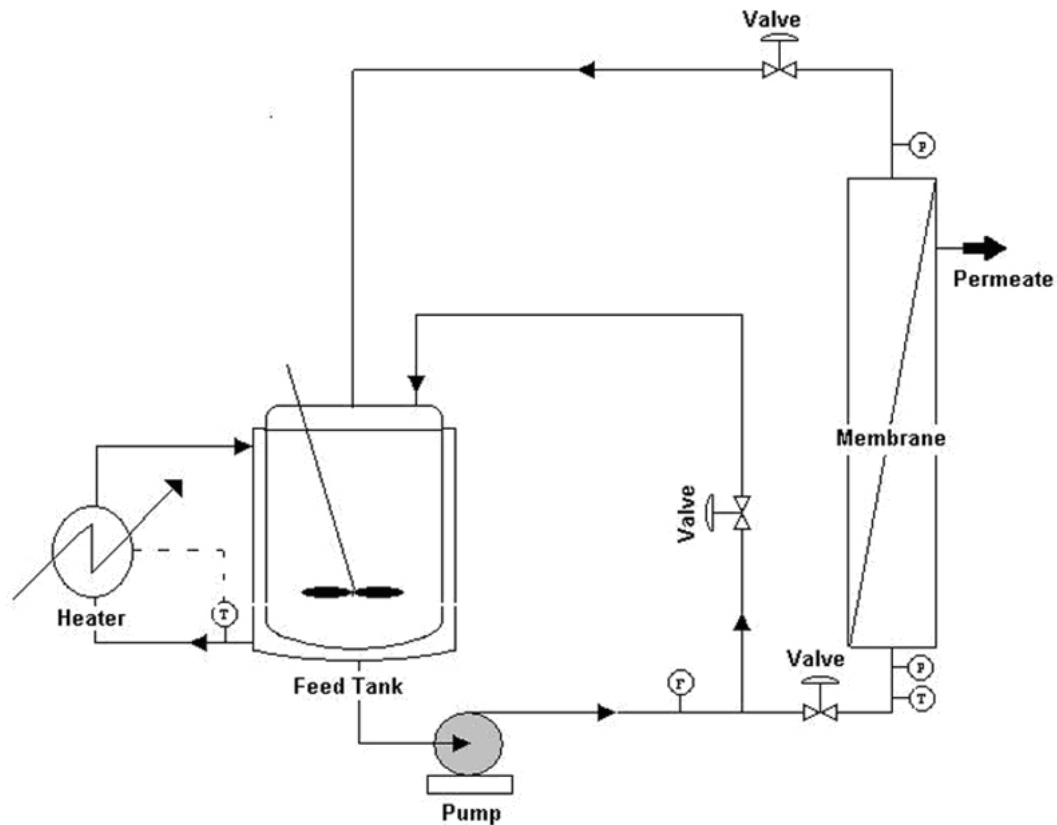 Valve
P
Permeate
Membrane
Valve
Heater
T
Feed Tank
F
Valve
P
T
Pump